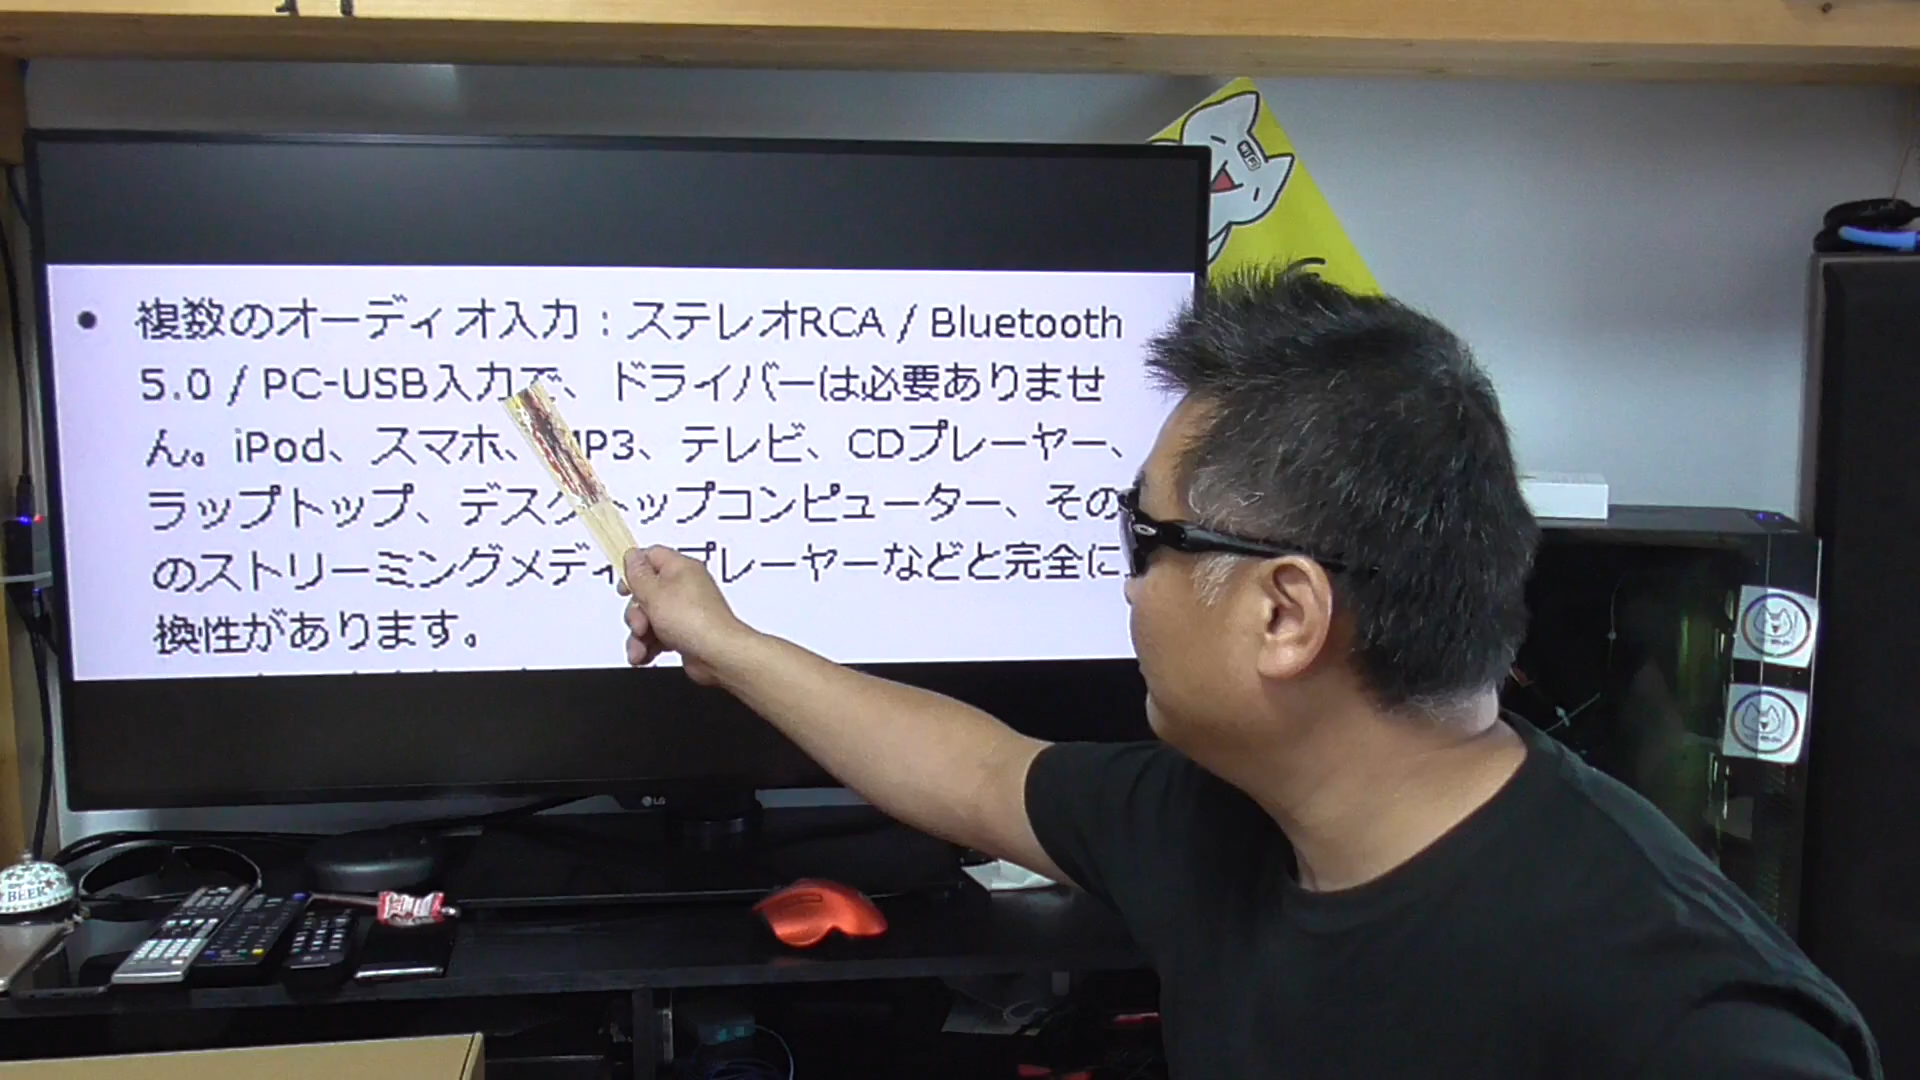 複数のオーディオ入力：ステレオRCA / Bluetooth
5.0 / PC-USB入力で、ドライバーは必要ありませ
ん。iPod、スマホ、MP3、テレビ、CDプレーヤー、
ラップトップ、デスクトップコンピューター、その
のストリーミングメディ プレーヤーなどと完全に
換性があります。
WiFi
LG
BEER